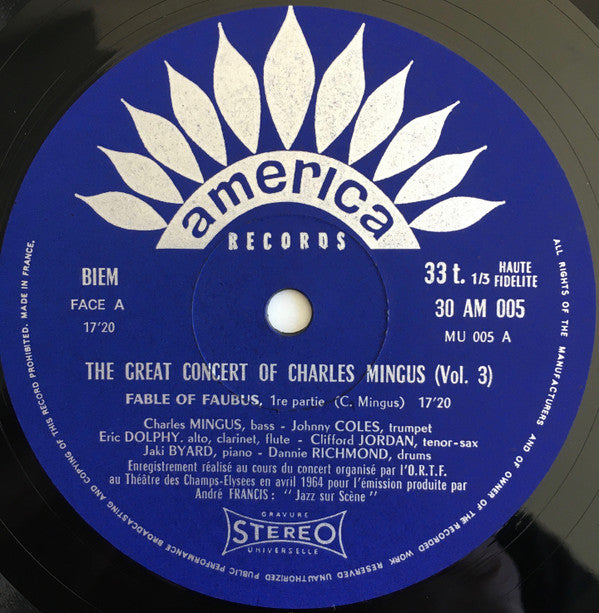 america
RECORDS
BIEM
FACE A
17'20
33 t. 1/3 HAUTE FIDELITE
30 AM 005
MU 005 A
THE GREAT CONCERT OF CHARLES MINGUS (Vol. 3)
FABLE OF FAUBUS, 1re partie (C. Mingus) 17'20
Charles MINGUS, bass - Johnny COLES, trumpet
Eric DOLPHY. alto, clarinet, flute - Clifford JORDAN, tenor-sax
Jaki BYARD, piano - Dannie RICHMOND, drums
Enregistrement réalisé au cours du concert organisé par l'O.R.T.F.
au Théâtre des Champs-Elysees en avril 1964 pour l'émission produite par
André FRANCIS : " Jazz sur Scène "
GRAVURE
STEREO
UNIVERSELLE
ALL RIGHTS OF THE MANUFACTURERS AND OF OWNER OF THE RECORDED WORK RESERVED UNAUTHORIZED PUBLIC PERFORMANCE BROADCASTING AND COPYING OF THIS RECORD PROHIBITED. MADE IN FRANCE.